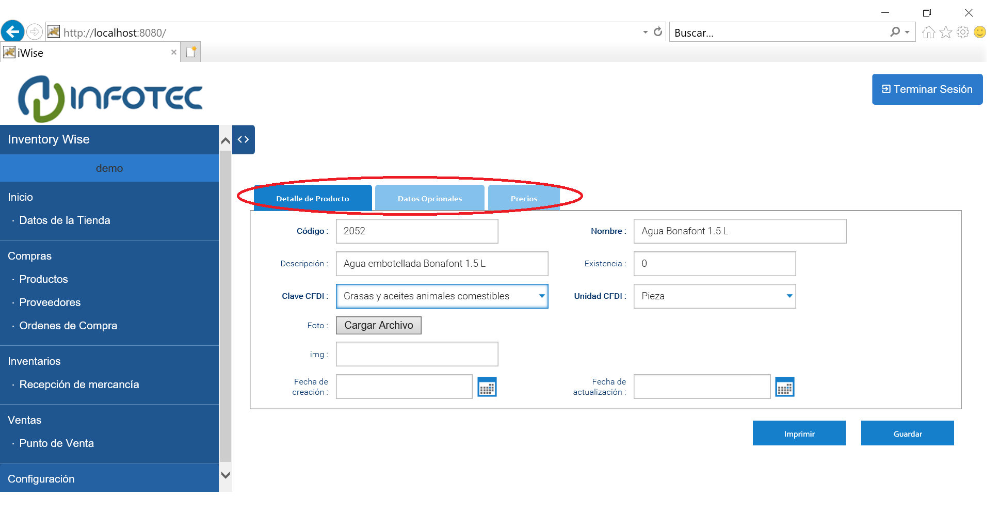 http://localhost:8080/
Buscar...
iWise
INFOTEC
Terminar Sesión
Inventory Wise
demo
Inicio
· Datos de la Tienda
Compras
· Productos
· Proveedores
· Ordenes de Compra
Inventarios
· Recepción de mercancía
Ventas
· Punto de Venta
Configuración
Detalle de Producto Datos Opcionales Precios
Código : 2052 Nombre : Agua Bonafont 1.5 L
Descripción : Agua embotellada Bonafont 1.5 L Existencia : 0
Clave CFDI : Grasas y aceites animales comestibles Unidad CFDI : Pieza
Foto : Cargar Archivo
img :
Fecha de creación : Fecha de actualización :
Imprimir Guardar